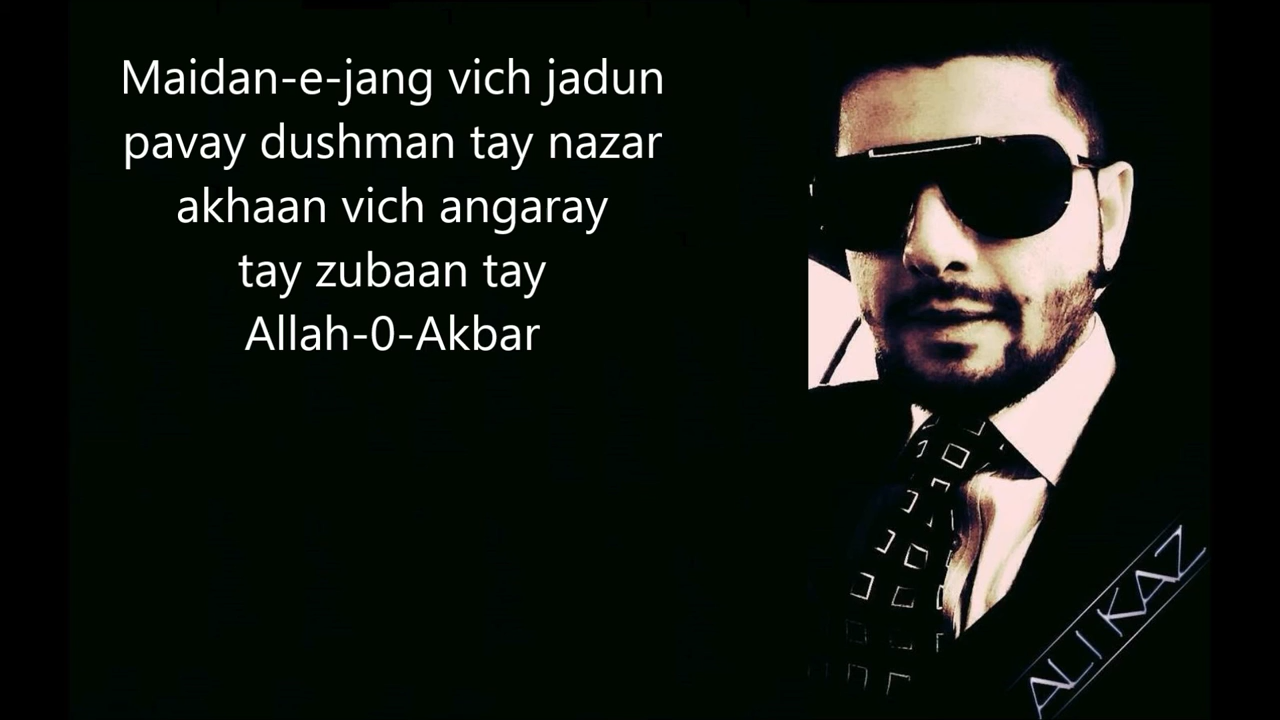 Maidan-e-jang vich jadun
pavay dushman tay nazar
akhaan vich angaray
tay zubaan tay
Allah-0-Akbar
ALI KAZ